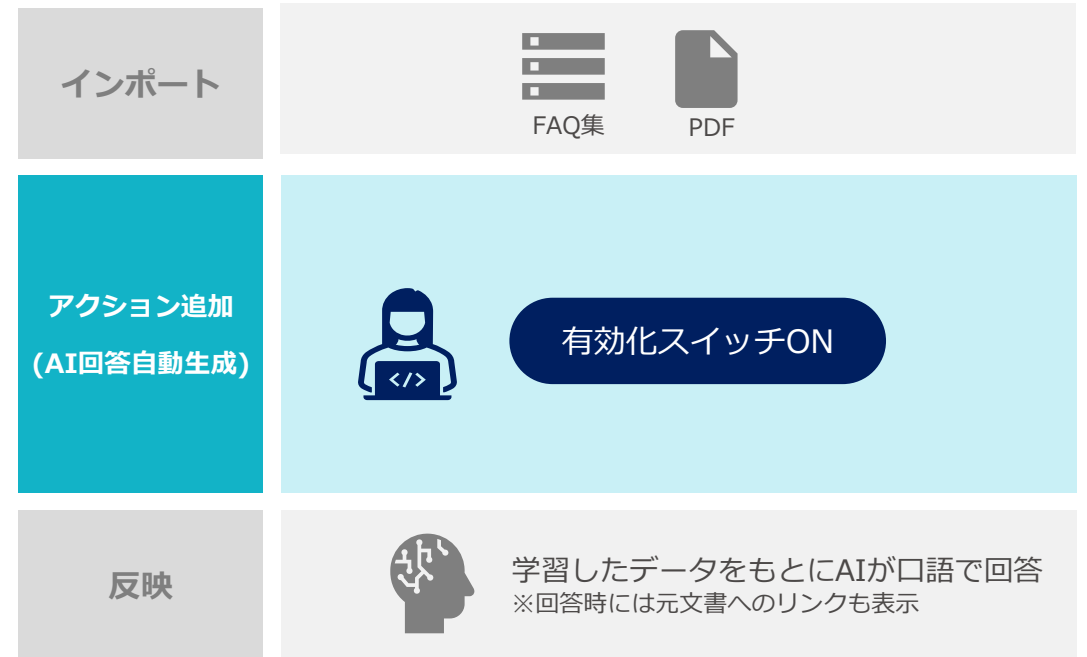 インポート
FAQ集
PDF
アクション追加
(AI回答自動生成)
</>
有効化スイッチON
反映
学習したデータをもとにAIが口語で回答
※回答時には元文書へのリンクも表示